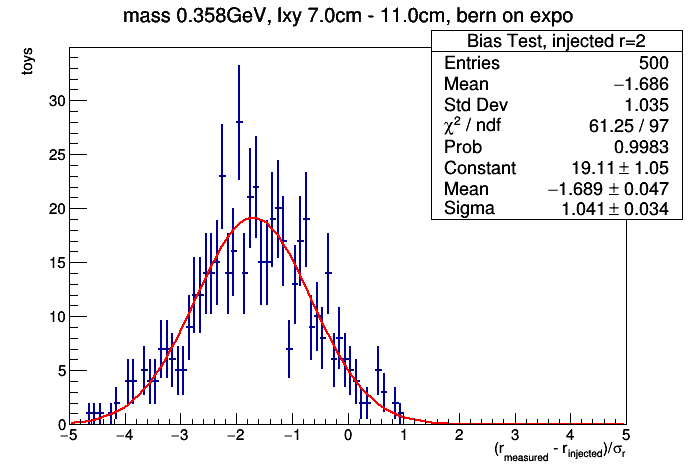 mass 0.358GeV, lxy 7.0cm - 11.0cm, bern on expo
Bias Test, injected r=2
Entries 500
Mean −1.686
Std Dev 1.035
χ² / ndf 61.25 / 97
Prob 0.9983
Constant 19.11 ± 1.05
Mean −1.689 ± 0.047
Sigma 1.041 ± 0.034
toys
30
25
20
15
10
5
0
−5 −4 −3 −2 −1 0 1 2 3 4 5
(r_measured - r_injected)/σ_r